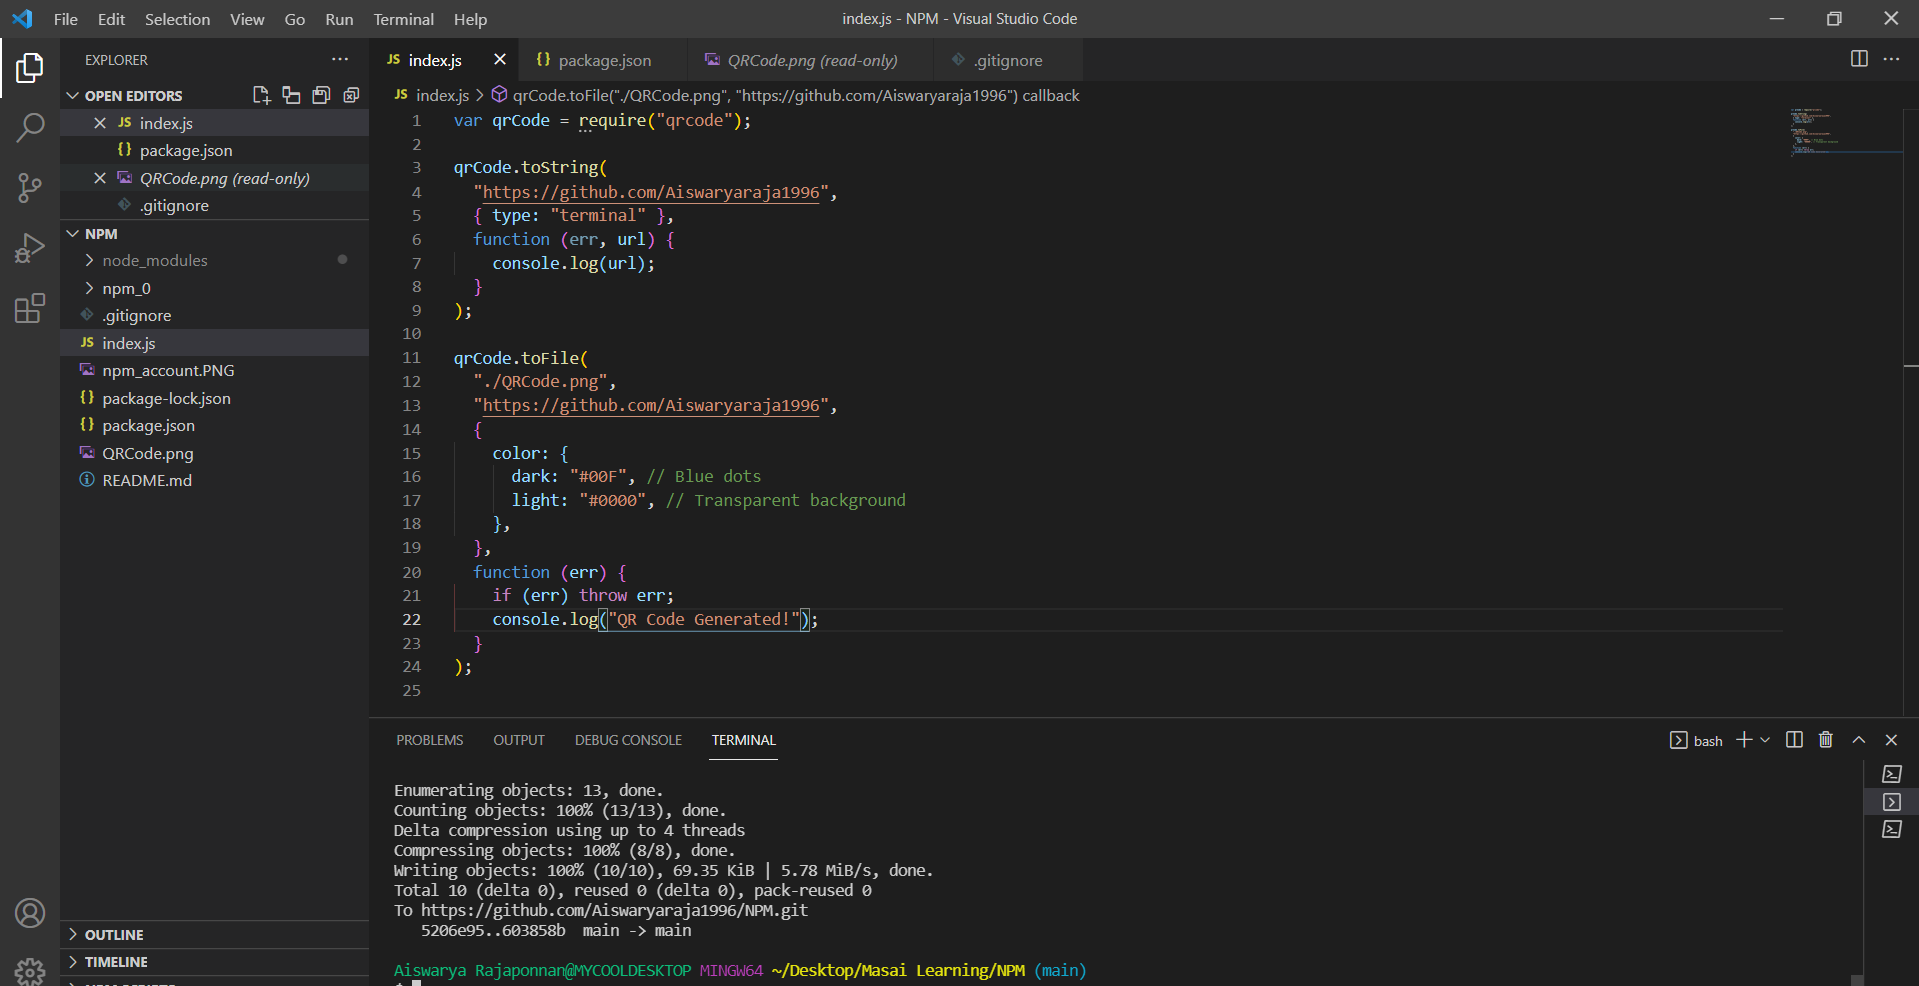 File Edit Selection View Go Run Terminal Help
index.js - NPM - Visual Studio Code
EXPLORER
OPEN EDITORS
JS index.js
{} package.json
QRCode.png (read-only)
.gitignore
NPM
node_modules
npm_0
.gitignore
JS index.js
npm_account.PNG
{} package-lock.json
{} package.json
QRCode.png
README.md
OUTLINE
TIMELINE
JS index.js
{} package.json
QRCode.png (read-only)
.gitignore
JS index.js > qrCode.toFile("./QRCode.png", "https://github.com/Aiswaryaraja1996") callback
1 var qrCode = require("qrcode");
2
3 qrCode.toString(
4 "https://github.com/Aiswaryaraja1996",
5 { type: "terminal" },
6 function (err, url) {
7 console.log(url);
8 }
9 );
10
11 qrCode.toFile(
12 "./QRCode.png",
13 "https://github.com/Aiswaryaraja1996",
14 {
15 color: {
16 dark: "#00F", // Blue dots
17 light: "#0000", // Transparent background
18 },
19 },
20 function (err) {
21 if (err) throw err;
22 console.log("QR Code Generated!");
23 }
24 );
25
PROBLEMS OUTPUT DEBUG CONSOLE TERMINAL
bash
Enumerating objects: 13, done.
Counting objects: 100% (13/13), done.
Delta compression using up to 4 threads
Compressing objects: 100% (8/8), done.
Writing objects: 100% (10/10), 69.35 KiB | 5.78 MiB/s, done.
Total 10 (delta 0), reused 0 (delta 0), pack-reused 0
To https://github.com/Aiswaryaraja1996/NPM.git
5206e95..603858b main -> main
Aiswarya Rajaponnan@MYCOOLDESKTOP MINGW64 ~/Desktop/Masai Learning/NPM (main)